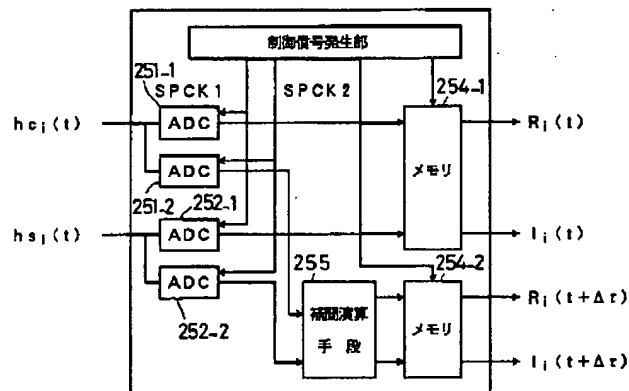 制御信号発生部
251-1
SPCK1
SPCK2
254-1
hci(t)
ADC
Ri(t)
ADC
メモリ
251-2
252-1
hsi(t)
ADC
Ii(t)
255
254-2
ADC
補間演算
手段
メモリ
Ri(t+Δτ)
252-2
Ii(t+Δτ)